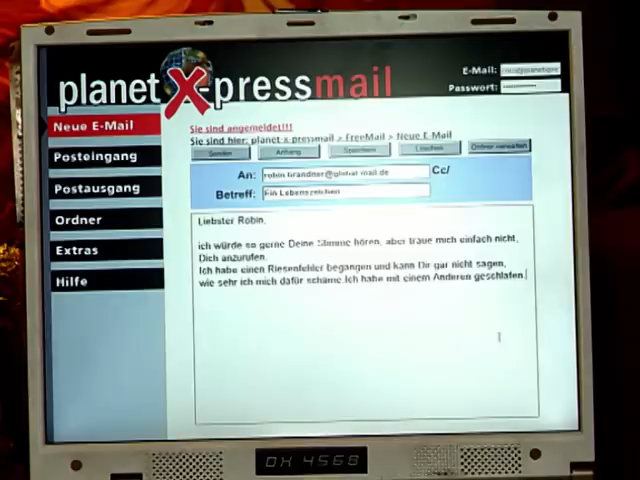 planet X-pressmail
E-Mail:
Passwort:
Neue E-Mail
Posteingang
Postausgang
Ordner
Extras
Hilfe
Sie sind angemeldet!!!
Sie sind hier: planet-x-pressmail > FreeMail > Neue E-Mail
Senden Anhang Speichern Löschen Ordner verwalten
An: robin.brandner@global-mail.de Cc/
Betreff: Ein Lebenszeichen
Liebster Robin,
ich würde so gerne Deine Stimme hören, aber traue mich einfach nicht,
Dich anzurufen.
Ich habe einen Riesenfehler begangen und kann Dir gar nicht sagen,
wie sehr ich mich dafür schäme.Ich habe mit einem Anderen geschlafen.
OX 4568